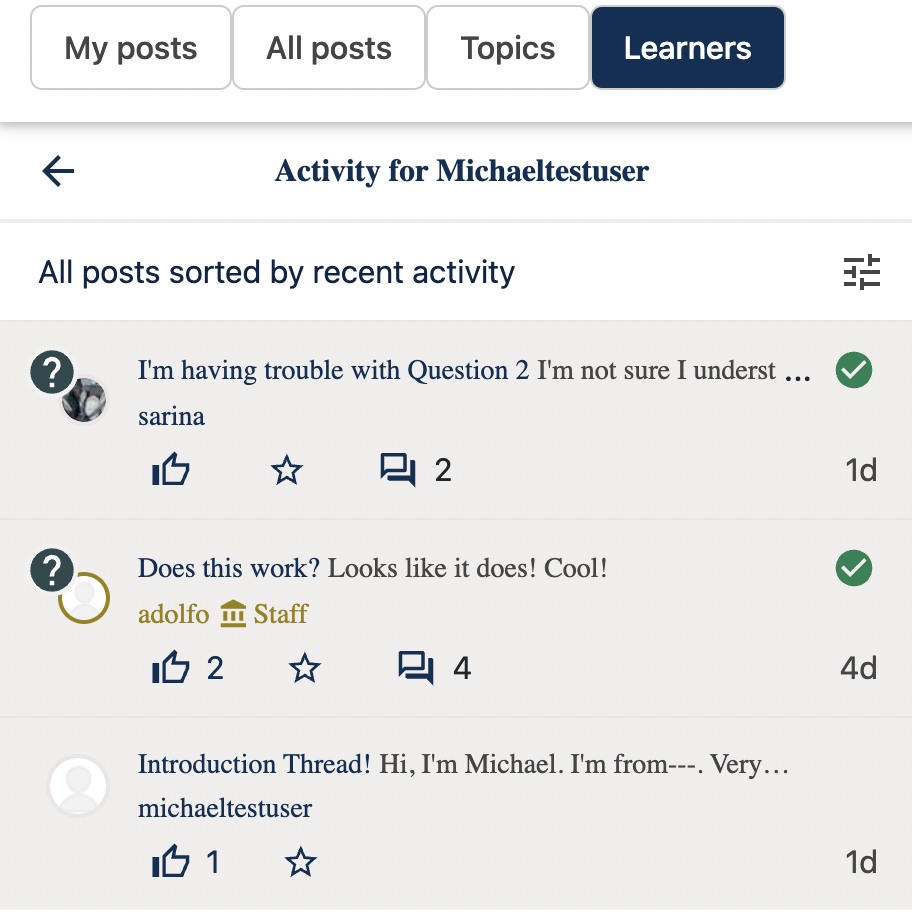 My posts All posts Topics Learners
Activity for Michaeltestuser
All posts sorted by recent activity
? I'm having trouble with Question 2 I'm not sure I underst ...
sarina
2 1d
? Does this work? Looks like it does! Cool!
adolfo Staff
2 4 4d
Introduction Thread! Hi, I'm Michael. I'm from---. Very...
michaeltestuser
1 1d